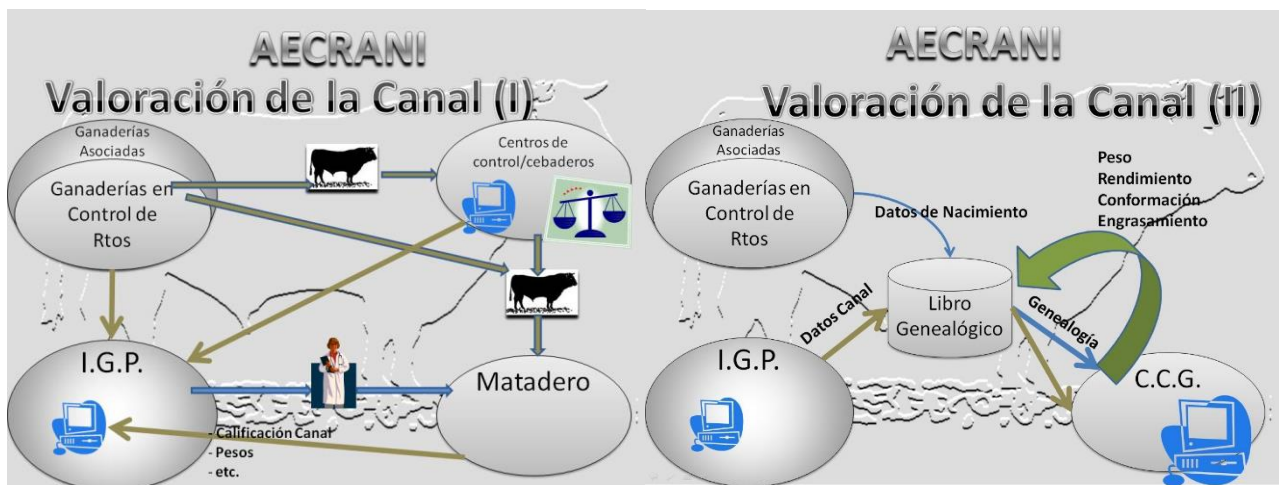 AECRANI
Valoración de la Canal (I)
Ganaderías
Asociadas
Ganaderías en
Control de
Rtos
Centros de
control/cebaderos
I.G.P.
Matadero
- Calificación Canal
- Pesos
- etc.
AECRANI
Valoración de la Canal (II)
Ganaderías
Asociadas
Ganaderías en
Control de
Rtos
Peso
Rendimiento
Conformación
Engrasamiento
Datos de Nacimiento
Datos Canal
Libro
Genealógico
Genealogía
I.G.P.
C.C.G.